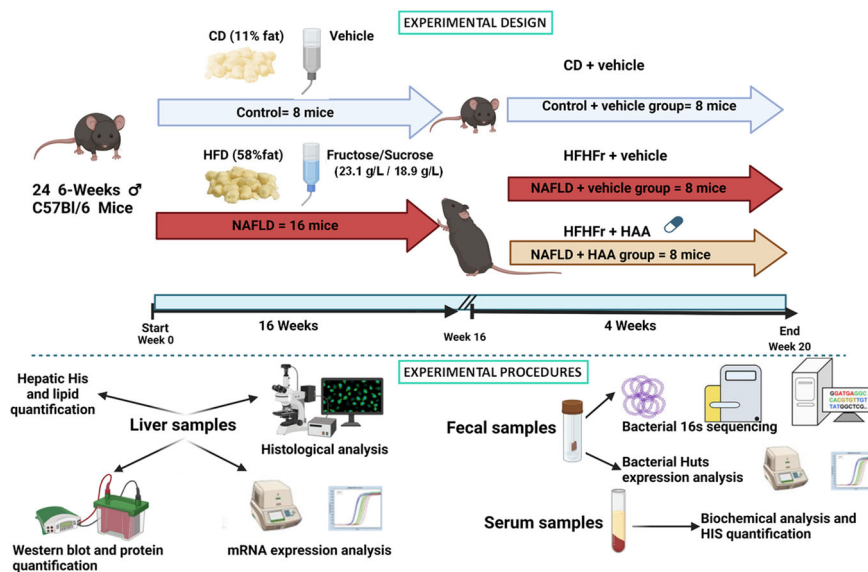 EXPERIMENTAL DESIGN
CD (11% fat)
Vehicle
Control= 8 mice
CD + vehicle
Control + vehicle group= 8 mice
24 6-Weeks ♂
C57Bl/6 Mice
HFD (58%fat)
Fructose/Sucrose
(23.1 g/L / 18.9 g/L)
NAFLD = 16 mice
HFHFr + vehicle
NAFLD + vehicle group = 8 mice
HFHFr + HAA
NAFLD + HAA group = 8 mice
Start
Week 0
16 Weeks
Week 16
4 Weeks
End
Week 20
EXPERIMENTAL PROCEDURES
Hepatic His
and lipid
quantification
Liver samples
Histological analysis
Western blot and protein
quantification
mRNA expression analysis
Fecal samples
Bacterial 16s sequencing
GGATGAGGC
CACGTGTTGT
TATGGCTCG...
Bacterial Huts
expression analysis
Serum samples
Biochemical analysis and
HIS quantification